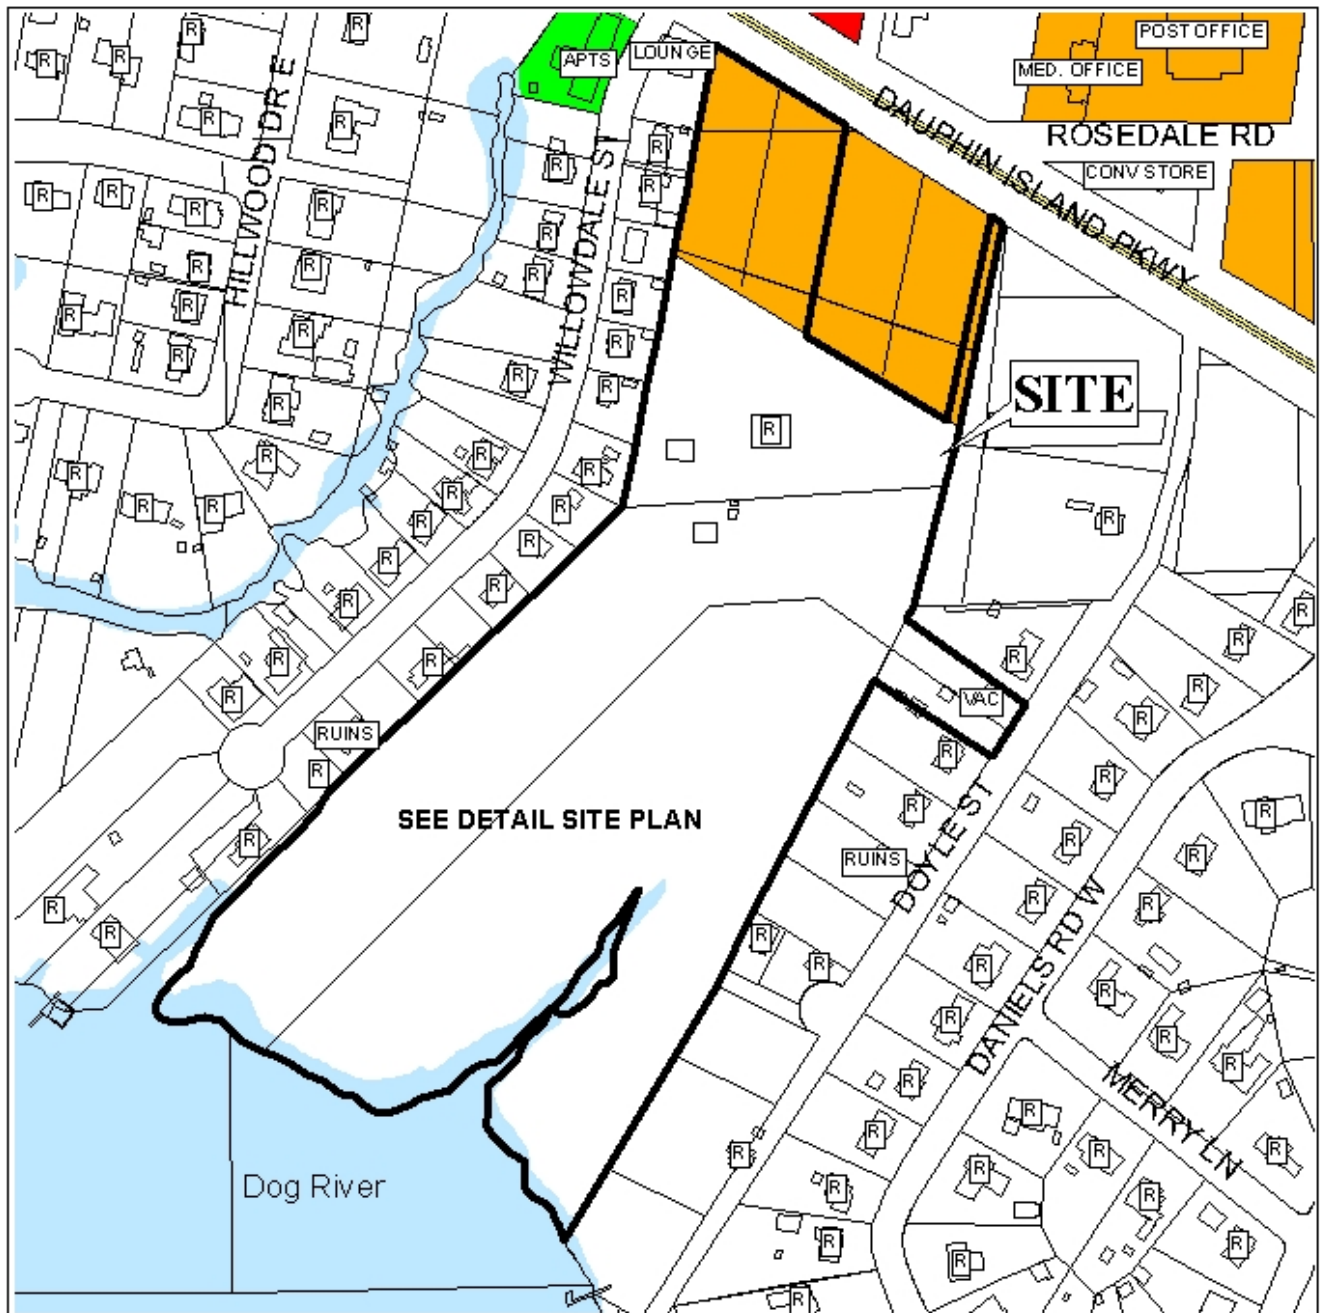 POST OFFICE
APTS
LOUNGE
MED. OFFICE
DAUPHIN ISLAND PKWY
ROSEDALE RD
CONV STORE
HILLWOOD DR E
WILLOWDALE ST
SITE
R
VAC
RUINS
SEE DETAIL SITE PLAN
RUINS
DOYLE ST
DANIELS RD W
MERRY LN
Dog River